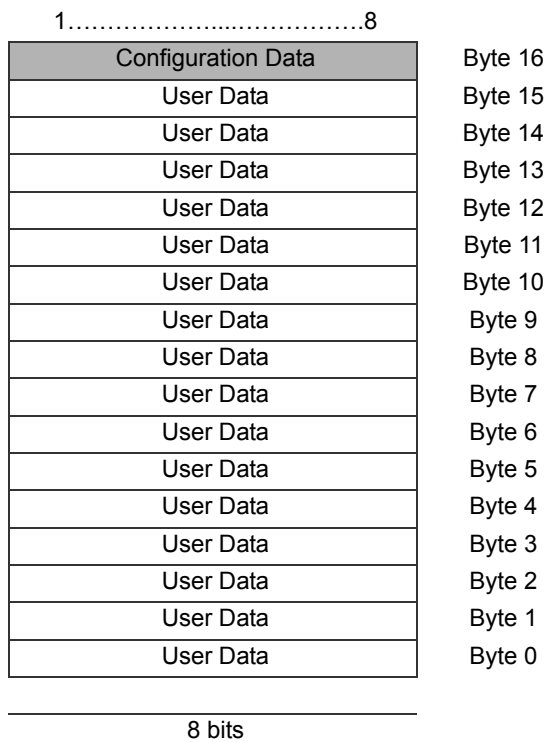 1……………….…..…………….8
Configuration Data Byte 16
User Data Byte 15
User Data Byte 14
User Data Byte 13
User Data Byte 12
User Data Byte 11
User Data Byte 10
User Data Byte 9
User Data Byte 8
User Data Byte 7
User Data Byte 6
User Data Byte 5
User Data Byte 4
User Data Byte 3
User Data Byte 2
User Data Byte 1
User Data Byte 0
8 bits